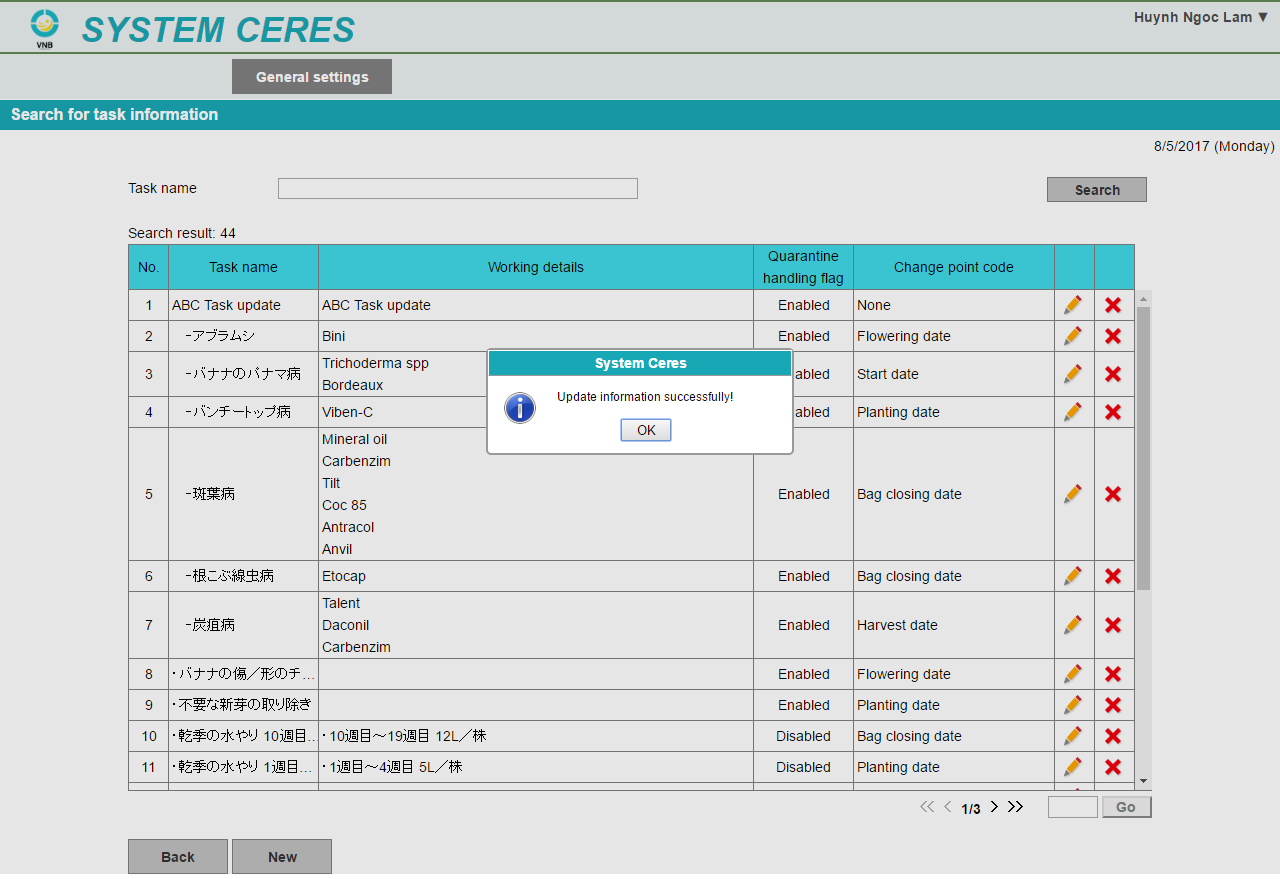 VNB
SYSTEM CERES
Huynh Ngoc Lam ▼
General settings
Search for task information
8/5/2017 (Monday)
Task name
Search
Search result: 44
No. Task name Working details Quarantine handling flag Change point code
1 ABC Task update ABC Task update Enabled None
2 -アブラムシ Bini Enabled Flowering date
3 -バナナのパナマ病 Trichoderma spp
Bordeaux
abled Start date
4 -バンチートップ病 Viben-C abled Planting date
System Ceres
Update information successfully!
OK
5 -斑葉病 Mineral oil
Carbenzim
Tilt
Coc 85
Antracol
Anvil
Enabled Bag closing date
6 -根こぶ線虫病 Etocap Enabled Bag closing date
7 -炭疽病 Talent
Daconil
Carbenzim
Enabled Harvest date
8 ・バナナの傷／形のチ... Enabled Flowering date
9 ・不要な新芽の取り除き Enabled Planting date
10 ・乾季の水やり 10週目... ・10週目～19週目 12L／株 Disabled Bag closing date
11 ・乾季の水やり 1週目... ・1週目～4週目 5L／株 Disabled Planting date
1/3
Go
Back
New